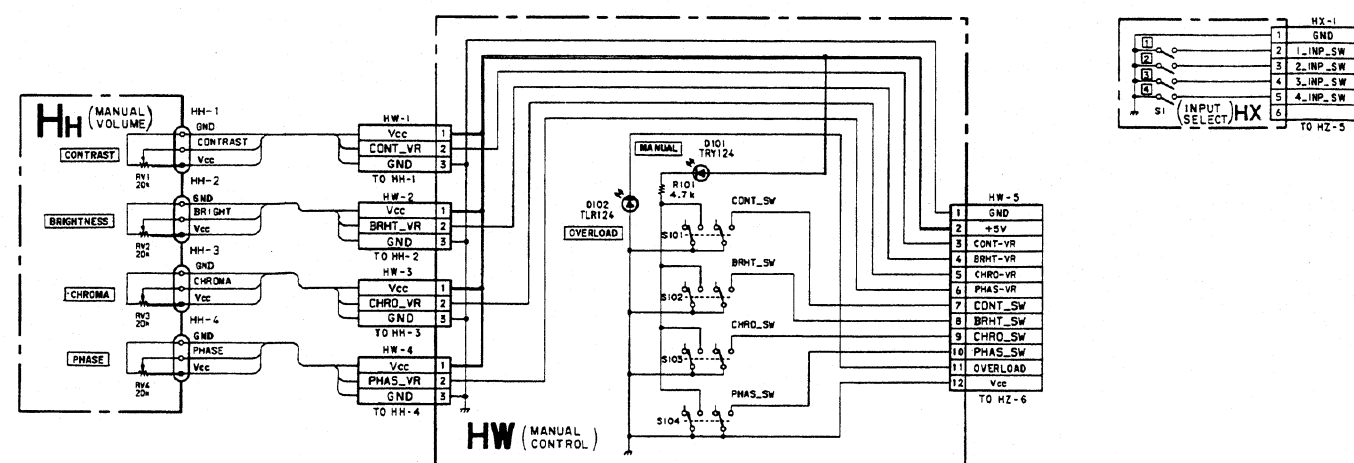 HH (MANUAL VOLUME)
HH-1
GND
CONTRAST
Vcc
CONTRAST
RV1
20K
HH-2
GND
BRIGHT
Vcc
BRIGHTNESS
RV2
20K
HH-3
GND
CHROMA
Vcc
CHROMA
RV3
20K
HH-4
GND
PHASE
Vcc
PHASE
RV4
20K
HW-1
Vcc 1
CONT_VR 2
GND 3
TO HH-1
HW-2
Vcc 1
BRHT_VR 2
GND 3
TO HH-2
HW-3
Vcc 1
CHRO_VR 2
GND 3
TO HH-3
HW-4
Vcc 1
PHAS_VR 2
GND 3
TO HH-4
HW (MANUAL CONTROL)
MANUAL
D101
TRY124
R101
4.7k
D102
TLR124
OVERLOAD
CONT_SW
S101
BRHT_SW
S102
CHRO_SW
S103
PHAS_SW
S104
HW-5
1 GND
2 +5V
3 CONT-VR
4 BRHT-VR
5 CHRO-VR
6 PHAS-VR
7 CONT_SW
8 BRHT_SW
9 CHRO_SW
10 PHAS_SW
11 OVERLOAD
12 Vcc
TO HZ-6
HX-1
1 GND
2 1_INP_SW
3 2_INP_SW
4 3_INP_SW
5 4_INP_SW
6
TO HZ-5
1
2
3
4
S1
(INPUT SELECT) HX